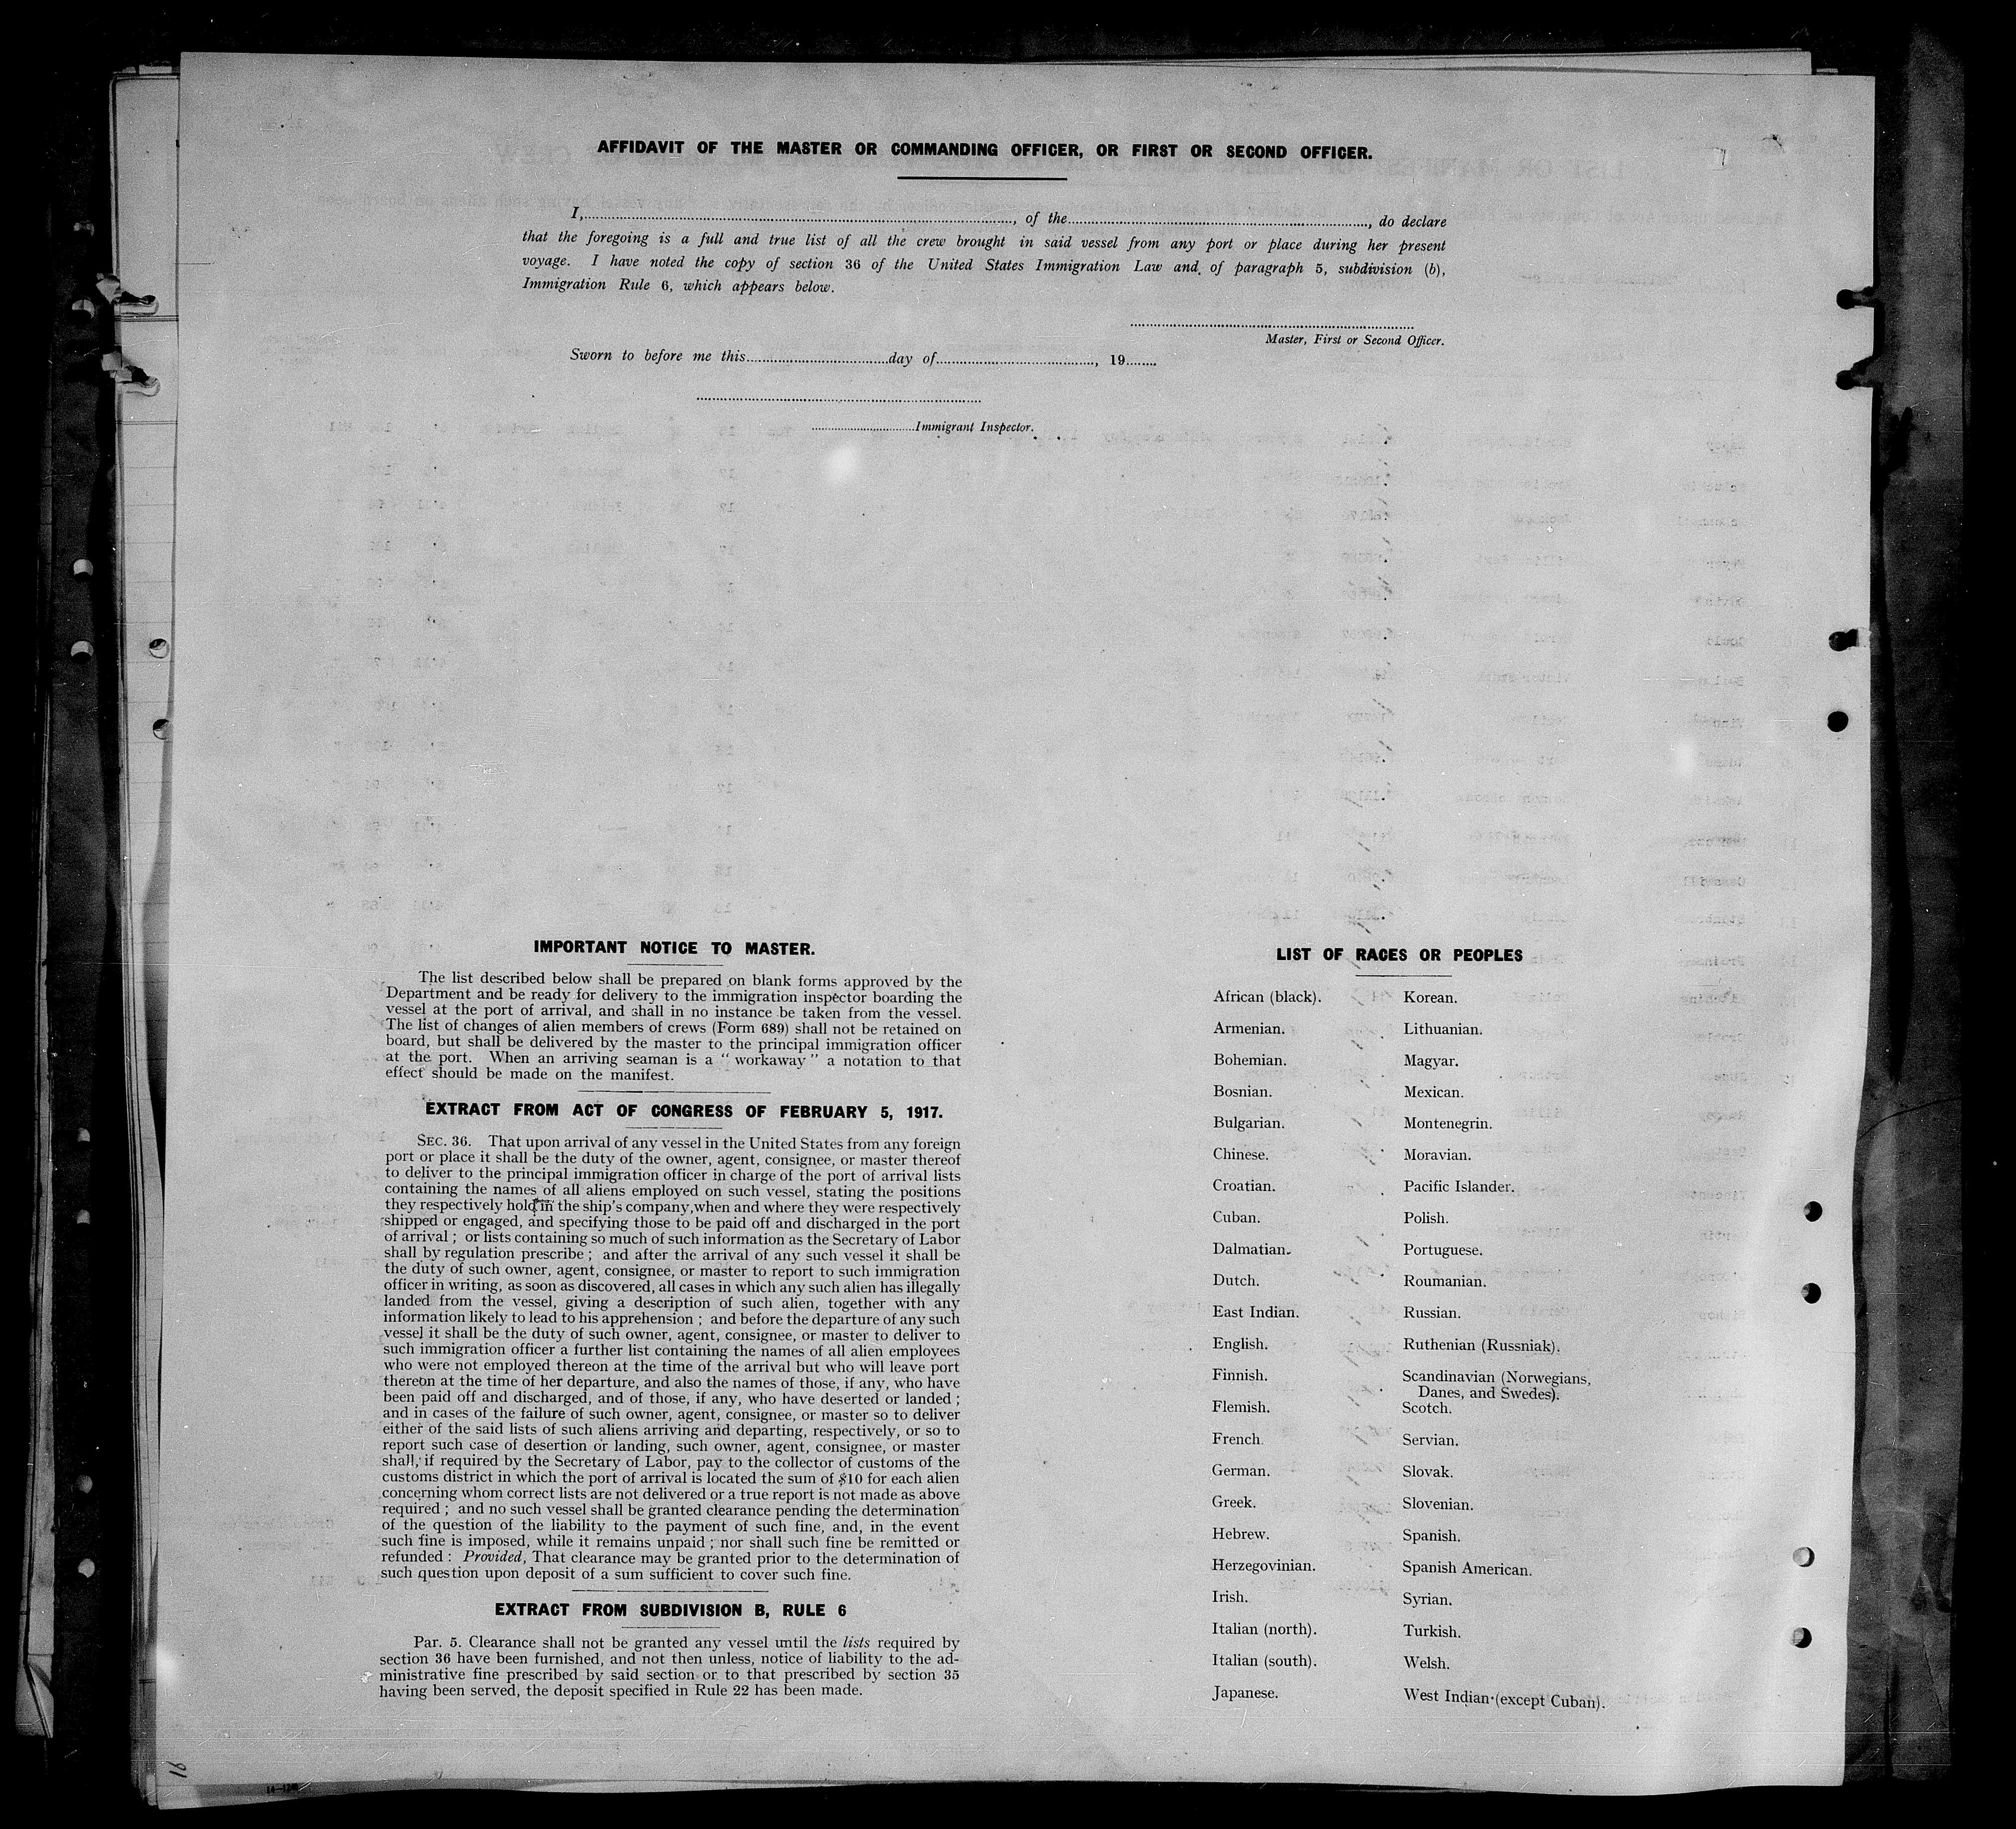 AFFIDAVIT OF THE MASTER OR COMMANDING OFFICER, OR FIRST OR SECOND OFFICER.
I, , of the , do declare
that the foregoing is a full and true list of all the crew brought in said vessel from any port or place during her present
voyage. I have noted the copy of section 36 of the United States Immigration Law and of paragraph 5, subdivision (b),
Immigration Rule 6, which appears below.
Master, First or Second Officer.
Sworn to before me this day of , 19
Immigrant Inspector.
IMPORTANT NOTICE TO MASTER.
The list described below shall be prepared on blank forms approved by the
Department and be ready for delivery to the immigration inspector boarding the
vessel at the port of arrival, and shall in no instance be taken from the vessel.
The list of changes of alien members of crews (Form 689) shall not be retained on
board, but shall be delivered by the master to the principal immigration officer
at the port. When an arriving seaman is a "workaway" a notation to that
effect should be made on the manifest.
EXTRACT FROM ACT OF CONGRESS OF FEBRUARY 5, 1917.
SEC. 36. That upon arrival of any vessel in the United States from any foreign
port or place it shall be the duty of the owner, agent, consignee, or master thereof
to deliver to the principal immigration officer in charge of the port of arrival lists
containing the names of all aliens employed on such vessel, stating the positions
they respectively hold in the ship's company, when and where they were respectively
shipped or engaged, and specifying those to be paid off and discharged in the port
of arrival; or lists containing so much of such information as the Secretary of Labor
shall by regulation prescribe; and after the arrival of any such vessel it shall be
the duty of such owner, agent, consignee, or master to report to such immigration
officer in writing, as soon as discovered, all cases in which any such alien has illegally
landed from the vessel, giving a description of such alien, together with any
information likely to lead to his apprehension; and before the departure of any such
vessel it shall be the duty of such owner, agent, consignee, or master to deliver to
such immigration officer a further list containing the names of all alien employees
who were not employed thereon at the time of the arrival but who will leave port
thereon at the time of her departure, and also the names of those, if any, who have
been paid off and discharged, and of those, if any, who have deserted or landed;
and in cases of the failure of such owner, agent, consignee, or master so to deliver
either of the said lists of such aliens arriving and departing, respectively, or so to
report such case of desertion or landing, such owner, agent, consignee, or master
shall, if required by the Secretary of Labor, pay to the collector of customs of the
customs district in which the port of arrival is located the sum of $10 for each alien
concerning whom correct lists are not delivered or a true report is not made as above
required; and no such vessel shall be granted clearance pending the determination
of the question of the liability to the payment of such fine, and, in the event
such fine is imposed, while it remains unpaid; nor shall such fine be remitted or
refunded: Provided, That clearance may be granted prior to the determination of
such question upon deposit of a sum sufficient to cover such fine.
EXTRACT FROM SUBDIVISION B, RULE 6
Par. 5. Clearance shall not be granted any vessel until the lists required by
section 36 have been furnished, and not then unless, notice of liability to the ad-
ministrative fine prescribed by said section or to that prescribed by section 35
having been served, the deposit specified in Rule 22 has been made.
LIST OF RACES OR PEOPLES
African (black).
Armenian.
Bohemian.
Bosnian.
Bulgarian.
Chinese.
Croatian.
Cuban.
Dalmatian.
Dutch.
East Indian.
English.
Finnish.
Flemish.
French.
German.
Greek.
Hebrew.
Herzegovinian.
Irish.
Italian (north).
Italian (south).
Japanese.
Korean.
Lithuanian.
Magyar.
Mexican.
Montenegrin.
Moravian.
Pacific Islander.
Polish.
Portuguese.
Roumanian.
Russian.
Ruthenian (Russniak).
Scandinavian (Norwegians,
Danes, and Swedes).
Scotch.
Servian.
Slovak.
Slovenian.
Spanish.
Spanish American.
Syrian.
Turkish.
Welsh.
West Indian (except Cuban).